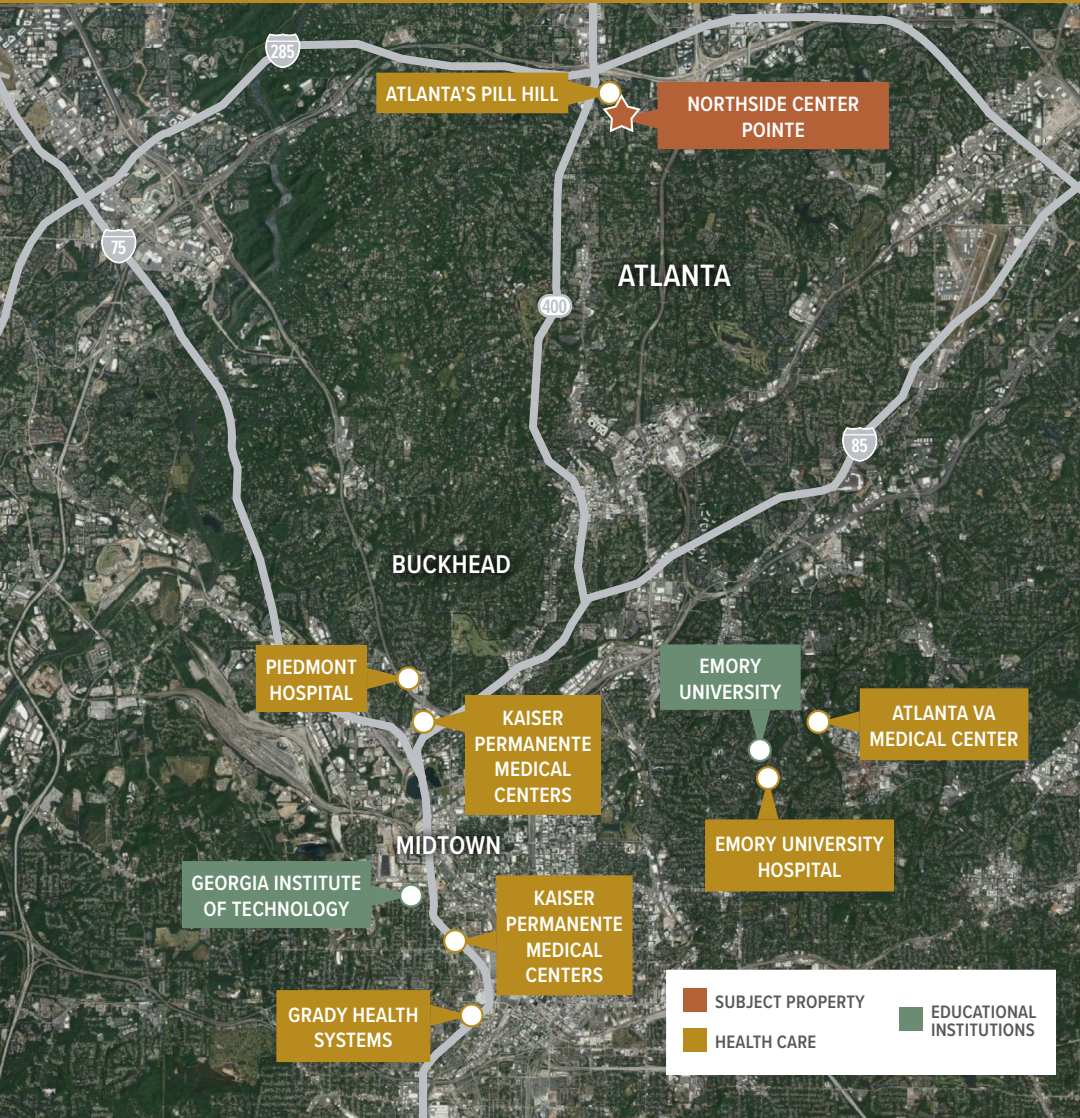 285
ATLANTA'S PILL HILL
NORTHSIDE CENTER
POINTE
75
ATLANTA
400
85
BUCKHEAD
PIEDMONT
HOSPITAL
KAISER
PERMANENTE
MEDICAL
CENTERS
EMORY
UNIVERSITY
ATLANTA VA
MEDICAL CENTER
EMORY UNIVERSITY
HOSPITAL
MIDTOWN
GEORGIA INSTITUTE
OF TECHNOLOGY
KAISER
PERMANENTE
MEDICAL
CENTERS
GRADY HEALTH
SYSTEMS
SUBJECT PROPERTY
HEALTH CARE
EDUCATIONAL
INSTITUTIONS